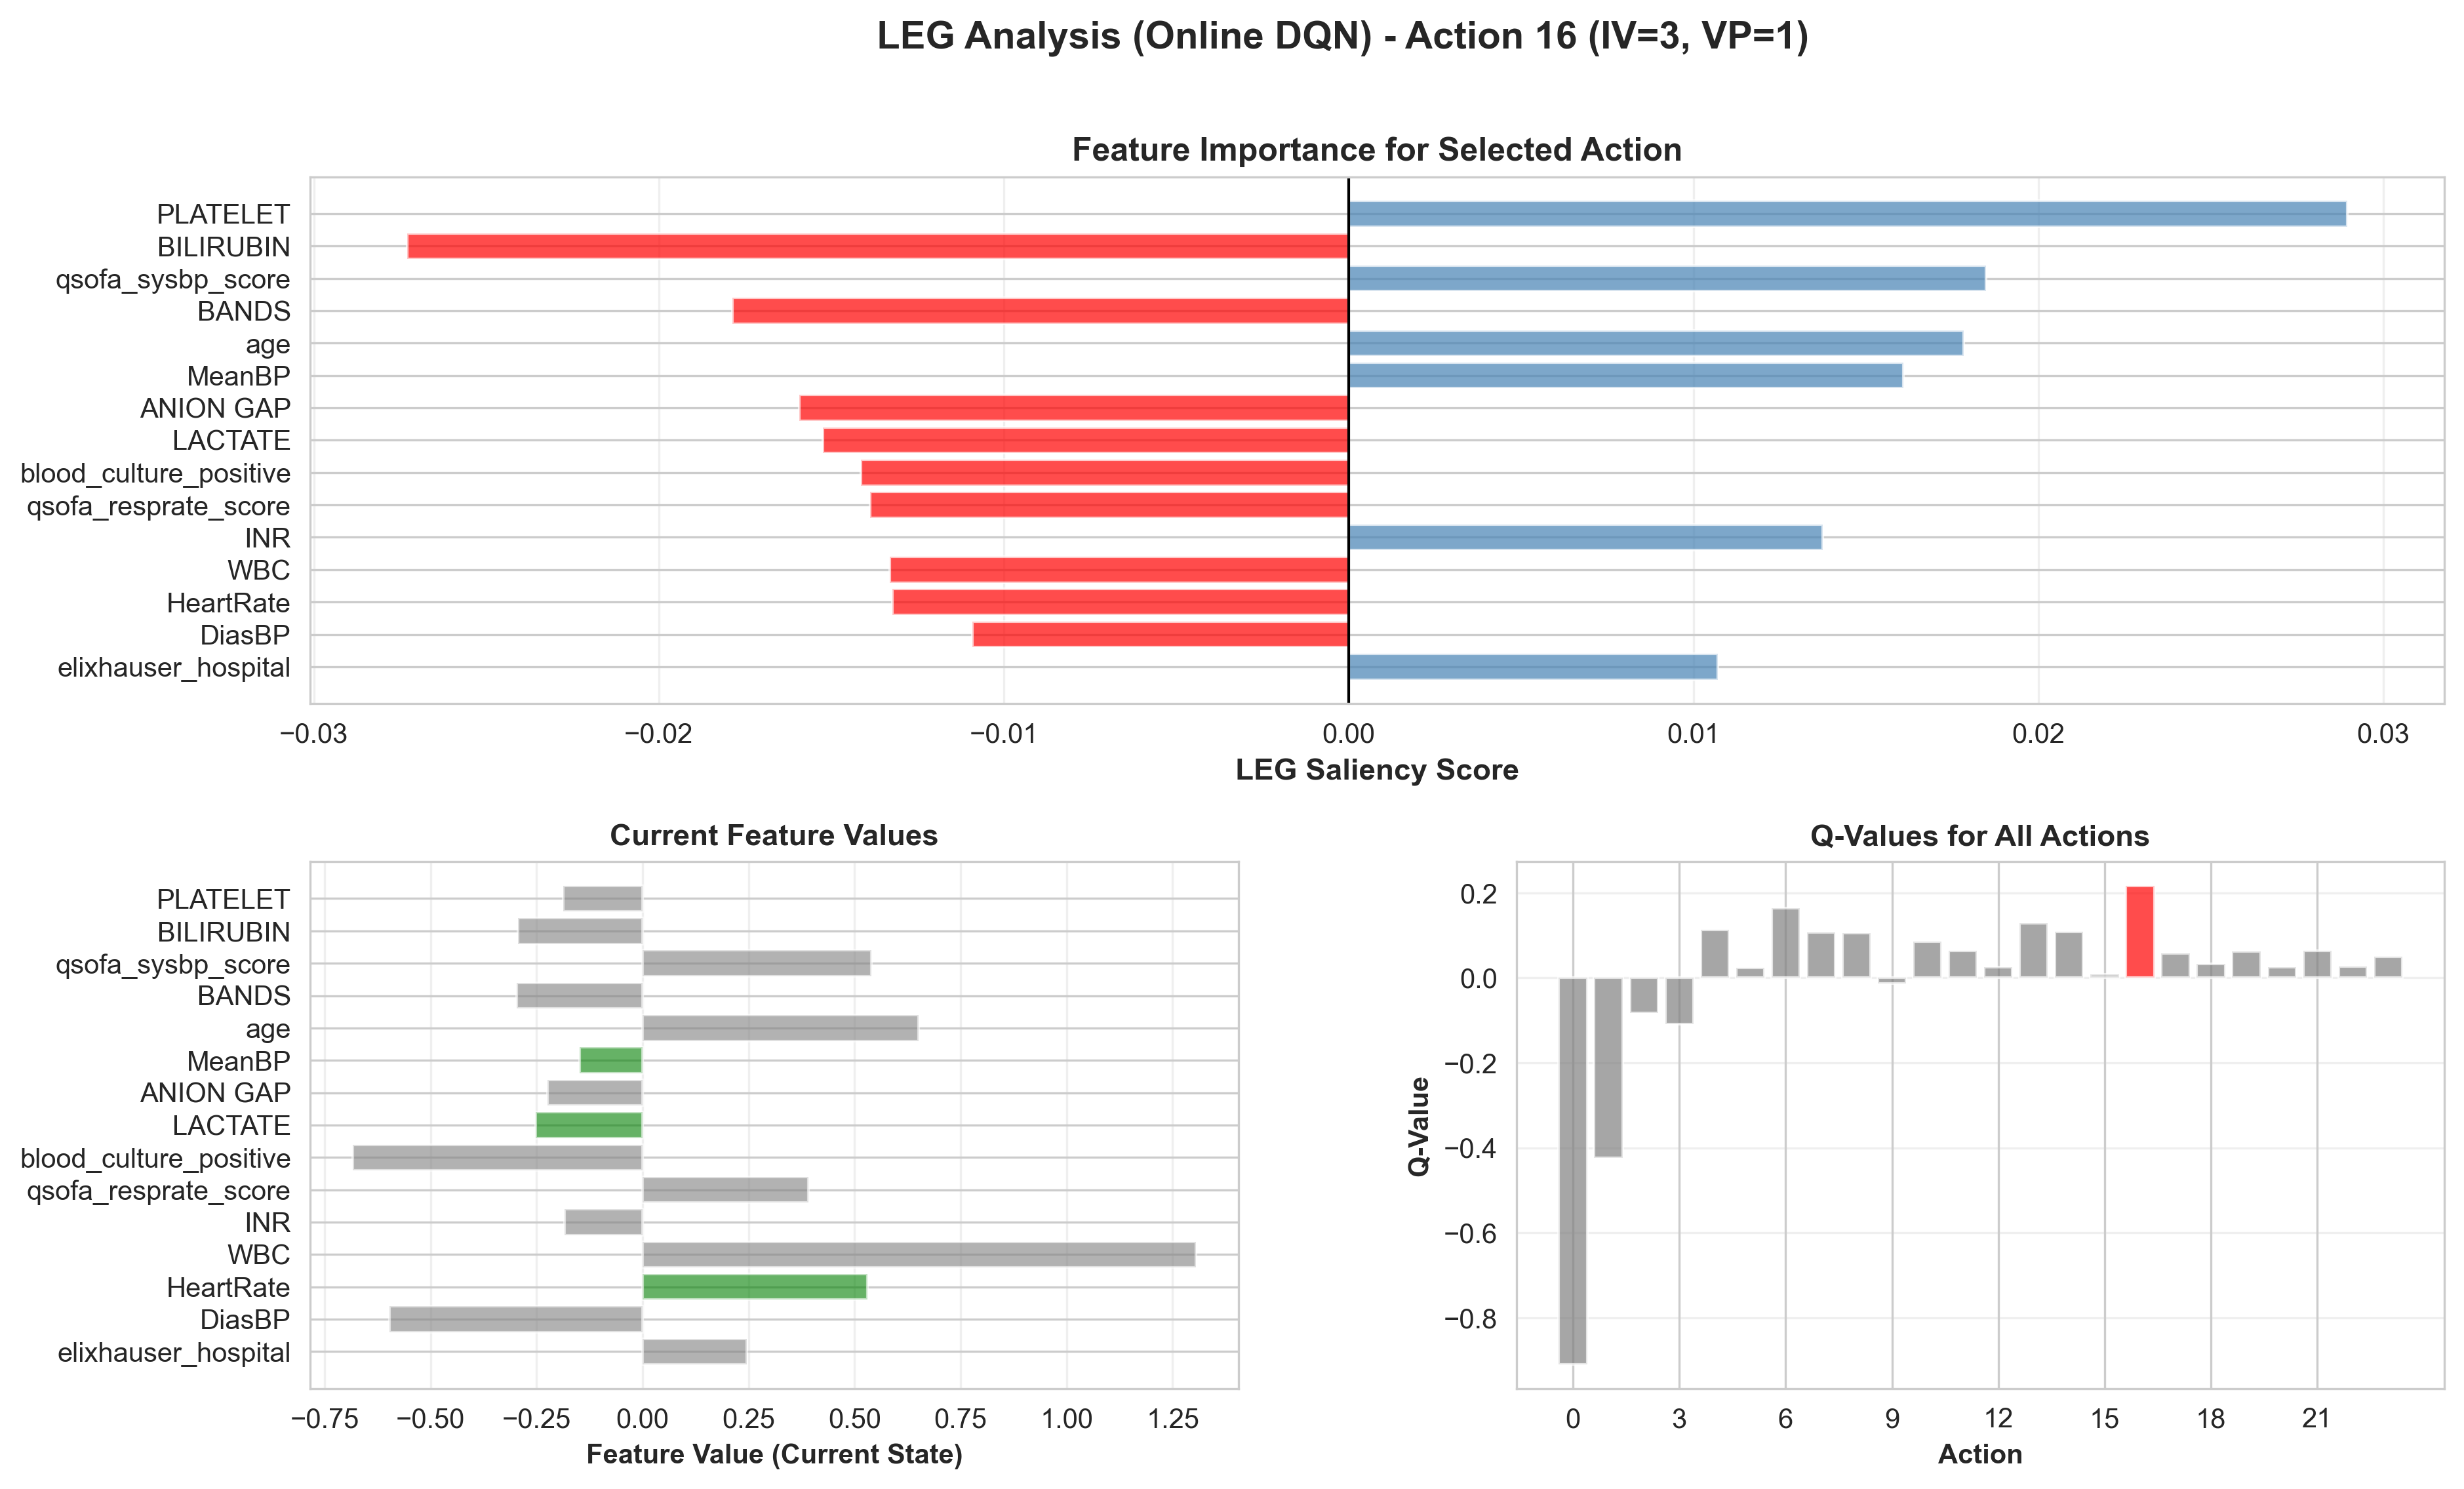 LEG Analysis (Online DQN) - Action 16 (IV=3, VP=1)
Feature Importance for Selected Action
PLATELET
BILIRUBIN
qsofa_sysbp_score
BANDS
age
MeanBP
ANION GAP
LACTATE
blood_culture_positive
qsofa_resprate_score
INR
WBC
HeartRate
DiasBP
elixhauser_hospital
−0.03 −0.02 −0.01 0.00 0.01 0.02 0.03
LEG Saliency Score
Current Feature Values
PLATELET
BILIRUBIN
qsofa_sysbp_score
BANDS
age
MeanBP
ANION GAP
LACTATE
blood_culture_positive
qsofa_resprate_score
INR
WBC
HeartRate
DiasBP
elixhauser_hospital
−0.75 −0.50 −0.25 0.00 0.25 0.50 0.75 1.00 1.25
Feature Value (Current State)
Q-Values for All Actions
Q-Value
0.2
0.0
−0.2
−0.4
−0.6
−0.8
0 3 6 9 12 15 18 21
Action